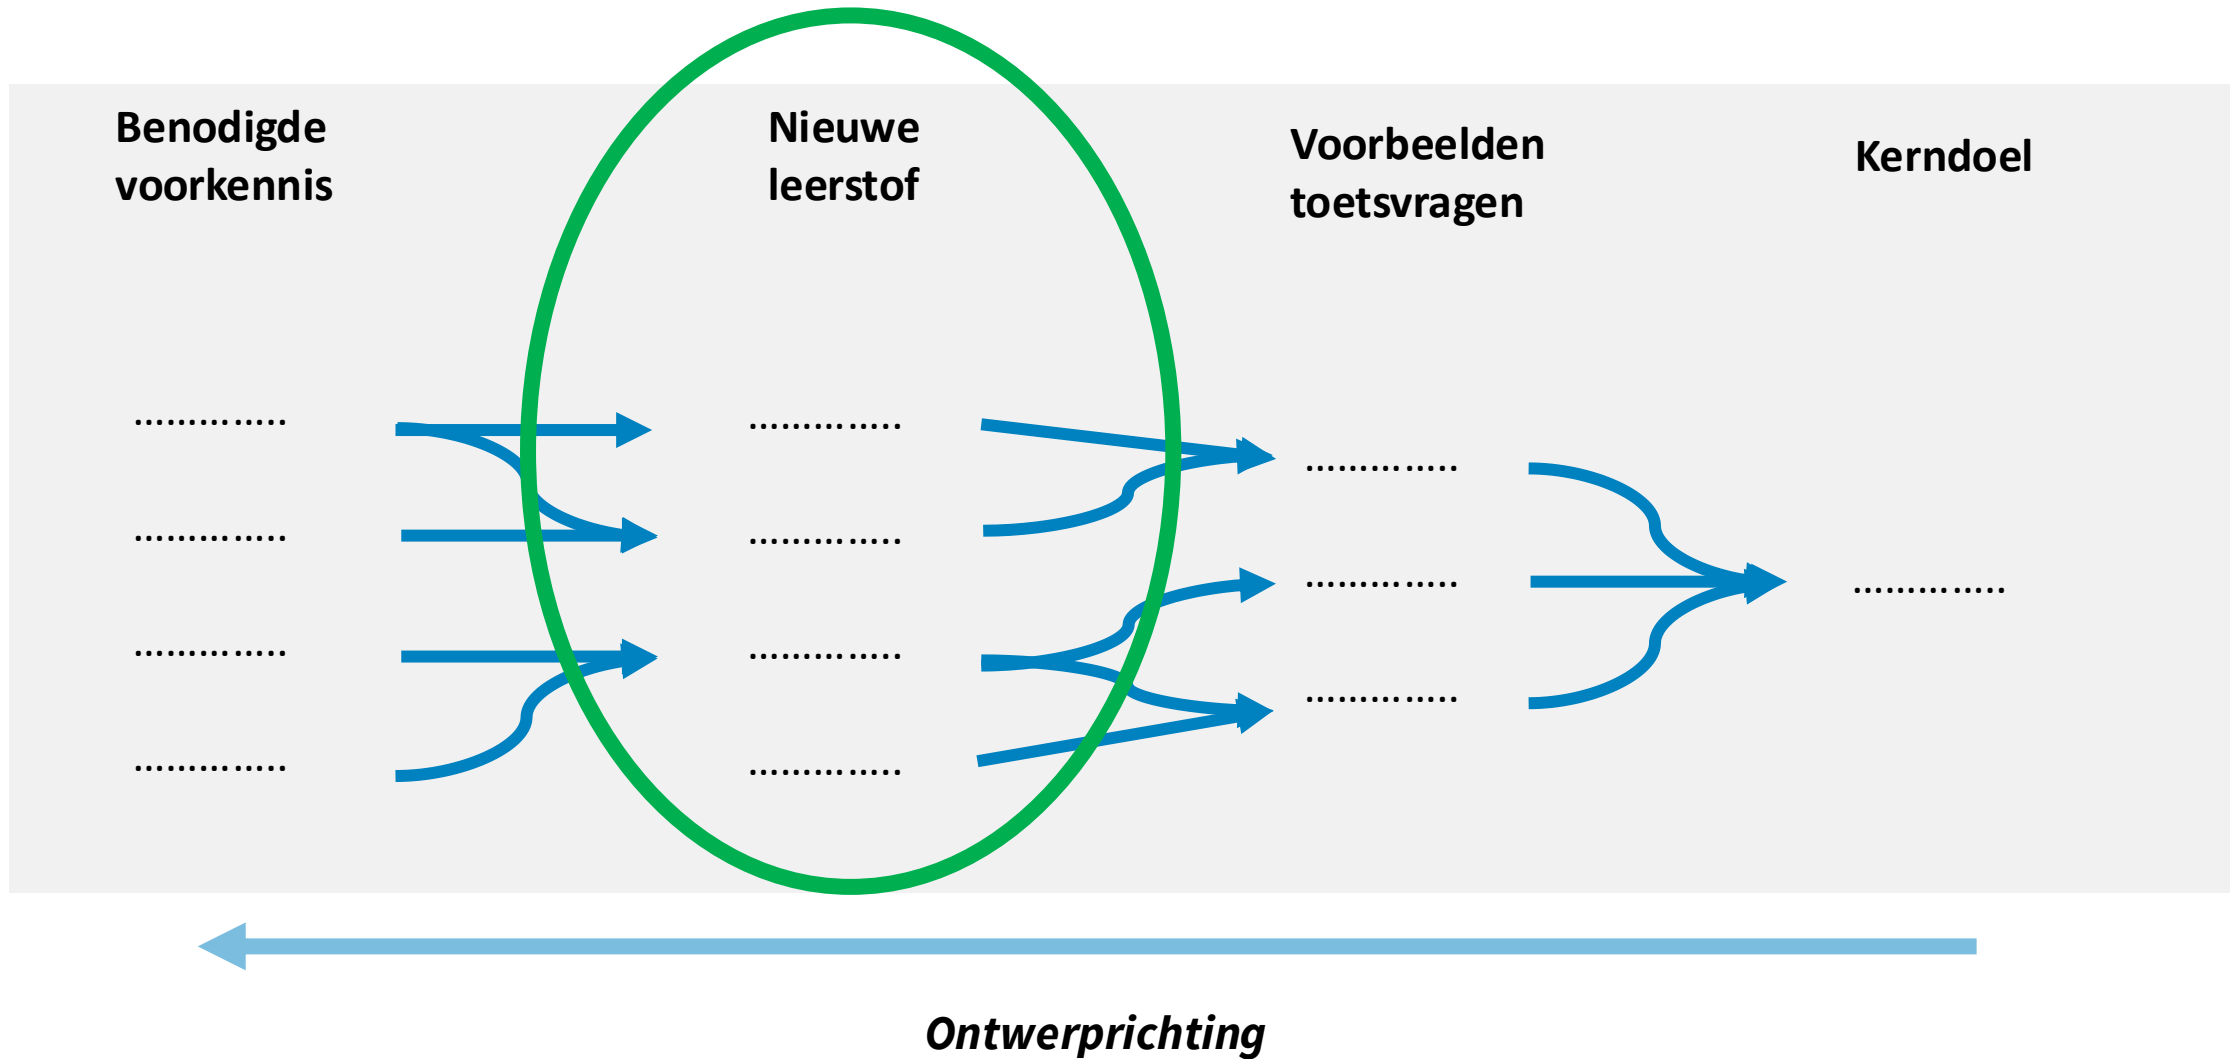 Benodigde
voorkennis
Nieuwe
leerstof
Voorbeelden
toetsvragen
Kerndoel
…………..
…………..
…………..
…………..
…………..
…………..
…………..
…………..
…………..
…………..
…………..
…………..
Ontwerprichting